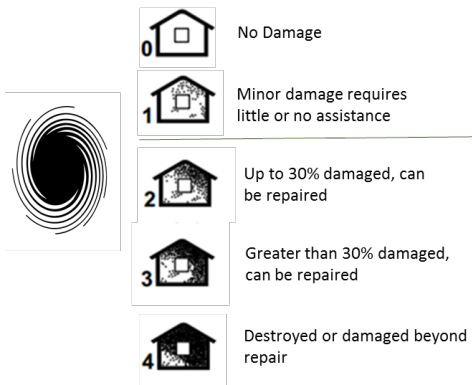 0
No Damage
1
Minor damage requires
little or no assistance
2
Up to 30% damaged, can
be repaired
3
Greater than 30% damaged,
can be repaired
4
Destroyed or damaged beyond
repair